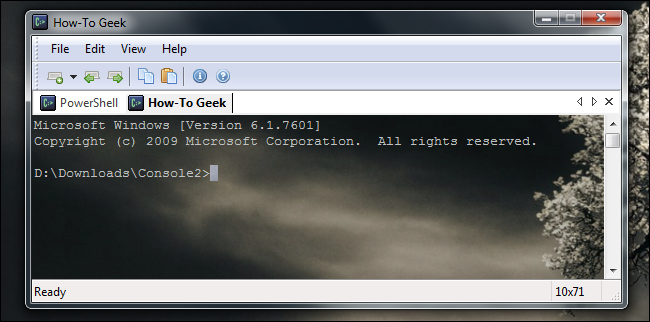 How-To Geek
File Edit View Help
PowerShell How-To Geek
Microsoft Windows [Version 6.1.7601]
Copyright (c) 2009 Microsoft Corporation.  All rights reserved.
D:\Downloads\Console2>
Ready 10x71